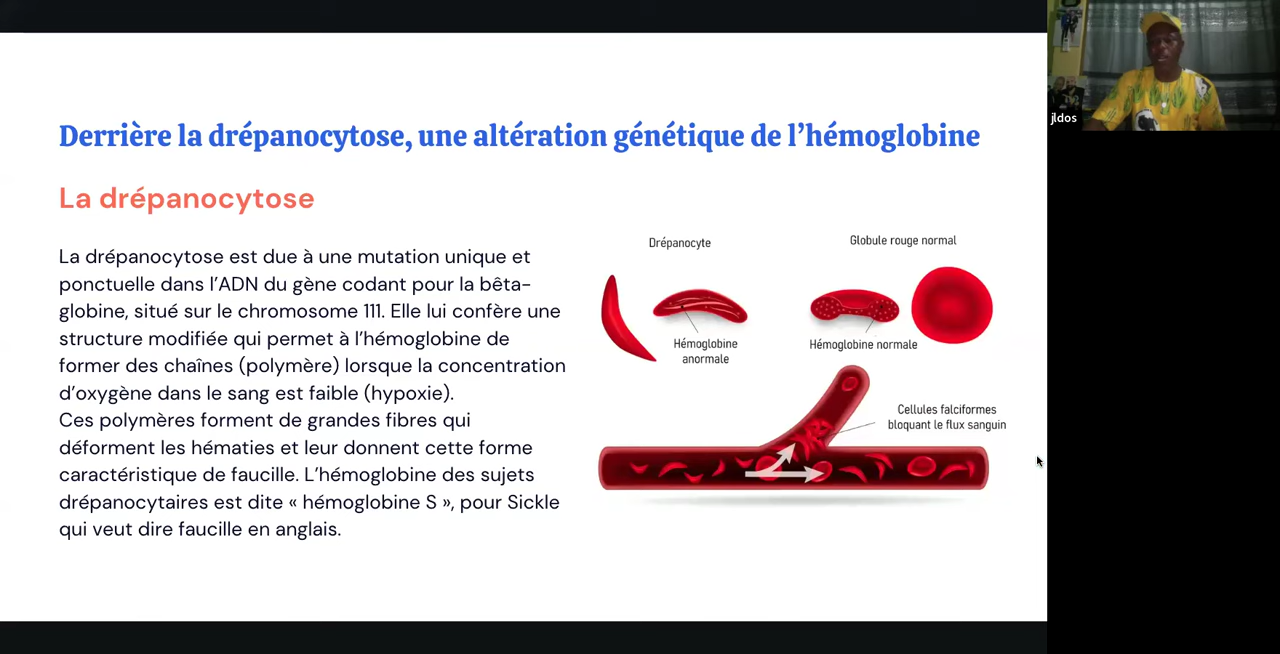 Derrière la drépanocytose, une altération génétique de l'hémoglobine
La drépanocytose
La drépanocytose est due à une mutation unique et
ponctuelle dans l'ADN du gène codant pour la bêta-
globine, situé sur le chromosome 111. Elle lui confère une
structure modifiée qui permet à l'hémoglobine de
former des chaînes (polymère) lorsque la concentration
d'oxygène dans le sang est faible (hypoxie).
Ces polymères forment de grandes fibres qui
déforment les hématies et leur donnent cette forme
caractéristique de faucille. L'hémoglobine des sujets
drépanocytaires est dite « hémoglobine S », pour Sickle
qui veut dire faucille en anglais.
Drépanocyte
Globule rouge normal
Hémoglobine
anormale
Hémoglobine normale
Cellules falciformes
bloquant le flux sanguin
jldos